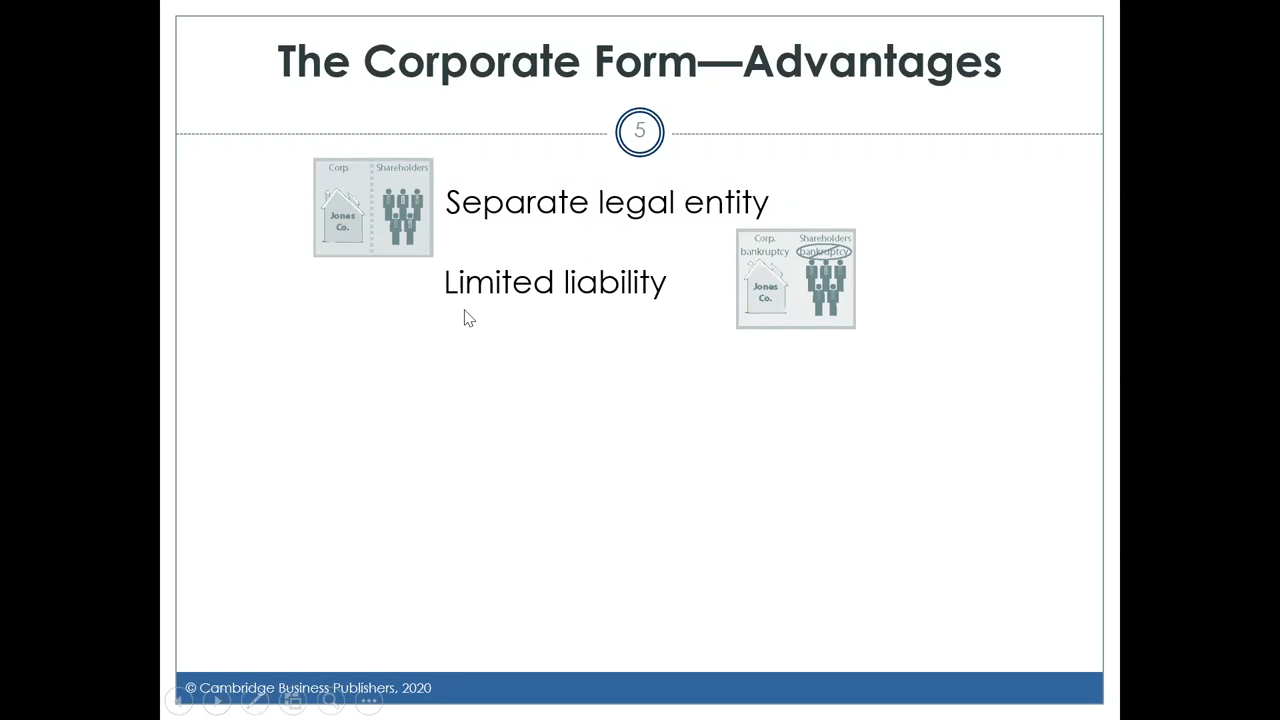 The Corporate Form—Advantages
5
Corp. Shareholders
Jones
Co.
Separate legal entity
Corp. Shareholders
bankruptcy bankruptcy
Jones
Co.
Limited liability
© Cambridge Business Publishers, 2020